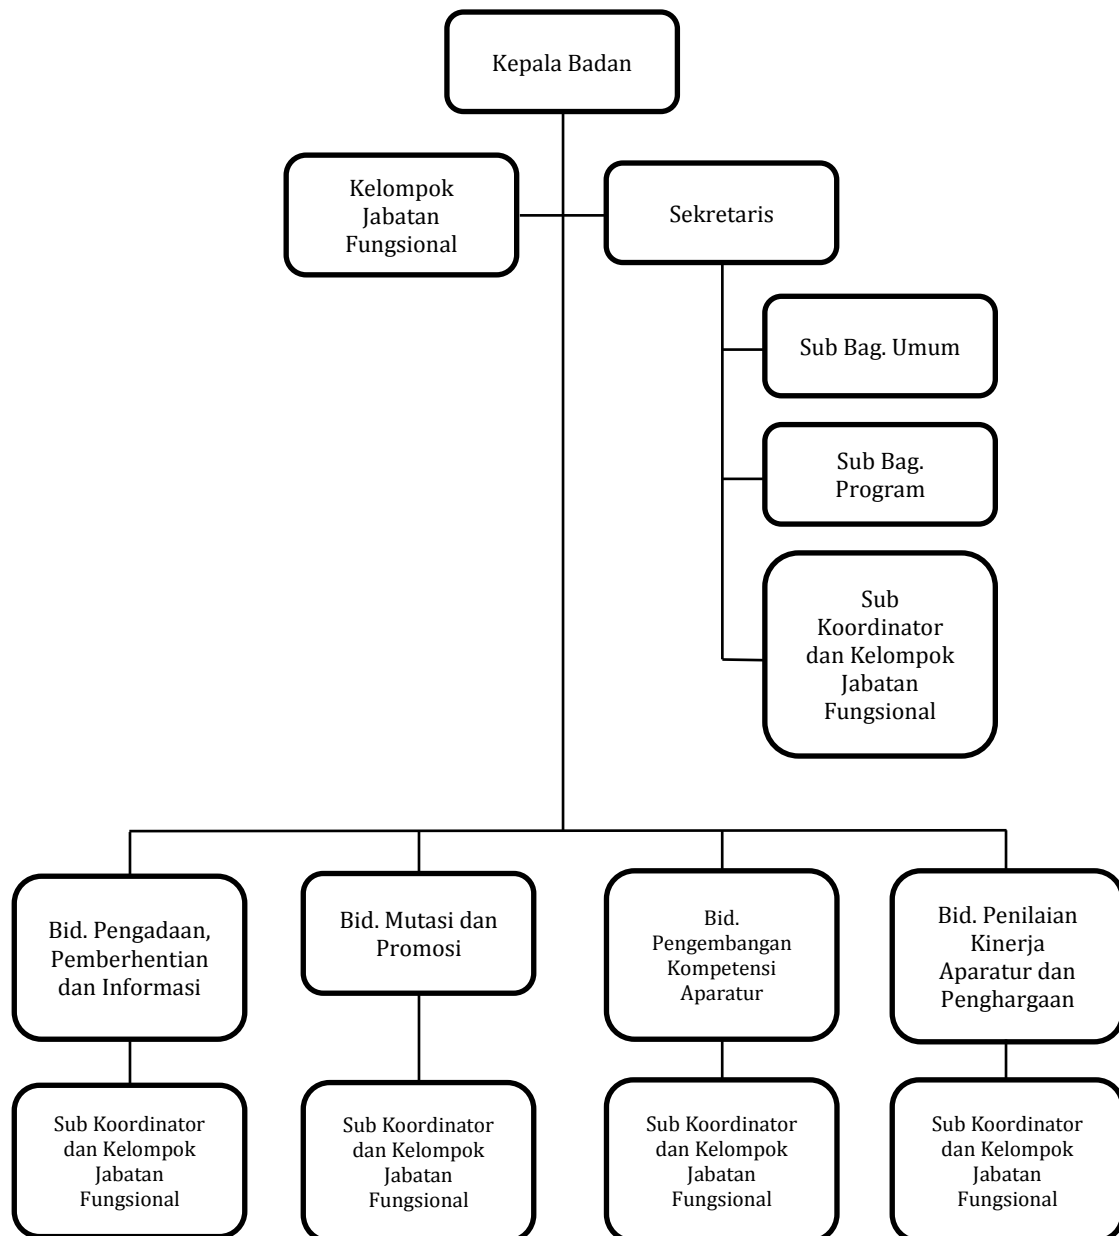 Kepala Badan
Kelompok
Jabatan
Fungsional
Sekretaris
Sub Bag. Umum
Sub Bag.
Program
Sub
Koordinator
dan Kelompok
Jabatan
Fungsional
Bid. Pengadaan,
Pemberhentian
dan Informasi
Bid. Mutasi dan
Promosi
Bid.
Pengembangan
Kompetensi
Aparatur
Bid. Penilaian
Kinerja
Aparatur dan
Penghargaan
Sub Koordinator
dan Kelompok
Jabatan
Fungsional
Sub Koordinator
dan Kelompok
Jabatan
Fungsional
Sub Koordinator
dan Kelompok
Jabatan
Fungsional
Sub Koordinator
dan Kelompok
Jabatan
Fungsional